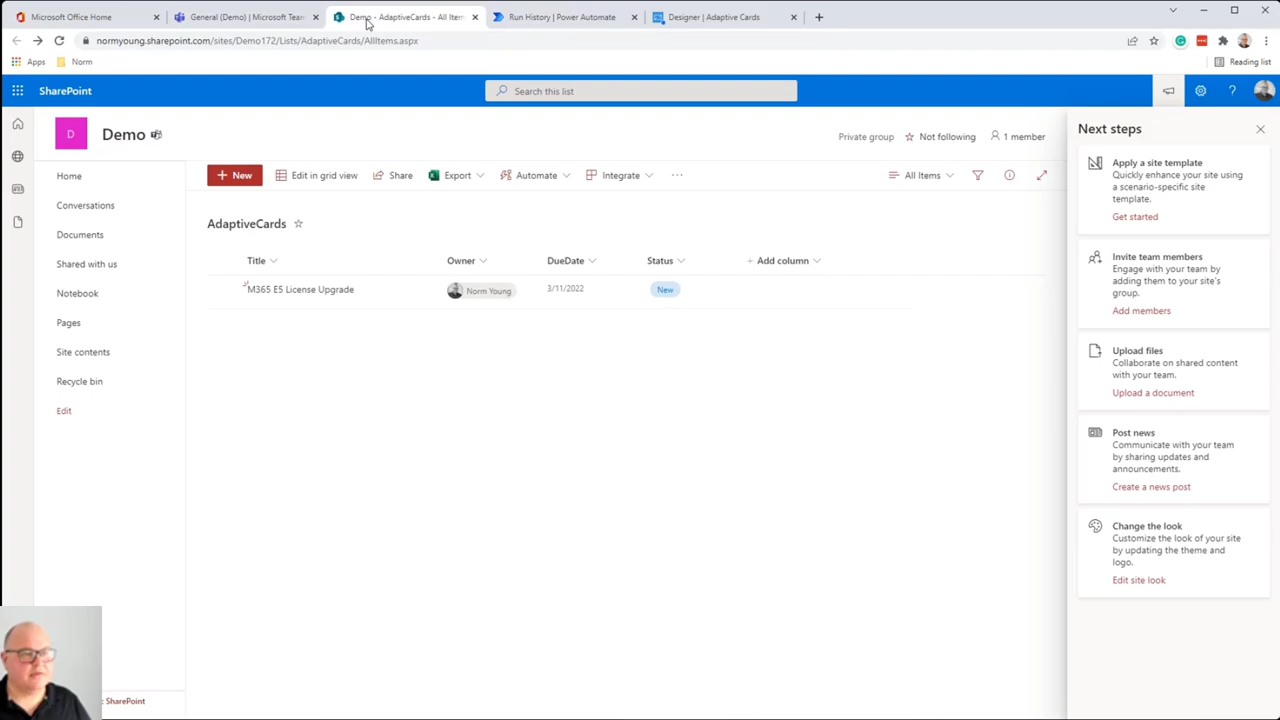 Microsoft Office Home
General (Demo) | Microsoft Team
Demo - AdaptiveCards - All Item
Run History | Power Automate
Designer | Adaptive Cards
normyoung.sharepoint.com/sites/Demo172/Lists/AdaptiveCards/AllItems.aspx
Apps
Norm
Reading list
SharePoint
Search this list
D
Demo
Private group
Not following
1 member
Home
Conversations
Documents
Shared with us
Notebook
Pages
Site contents
Recycle bin
Edit
SharePoint
New
Edit in grid view
Share
Export
Automate
Integrate
All Items
AdaptiveCards
Title
Owner
DueDate
Status
Add column
M365 E5 License Upgrade
Norm Young
3/11/2022
New
Next steps
Apply a site template
Quickly enhance your site using
a scenario-specific site
template.
Get started
Invite team members
Engage with your team by
adding them to your site's
group.
Add members
Upload files
Collaborate on shared content
with your team.
Upload a document
Post news
Communicate with your team
by sharing updates and
announcements.
Create a news post
Change the look
Customize the look of your site
by updating the theme and
logo.
Edit site look